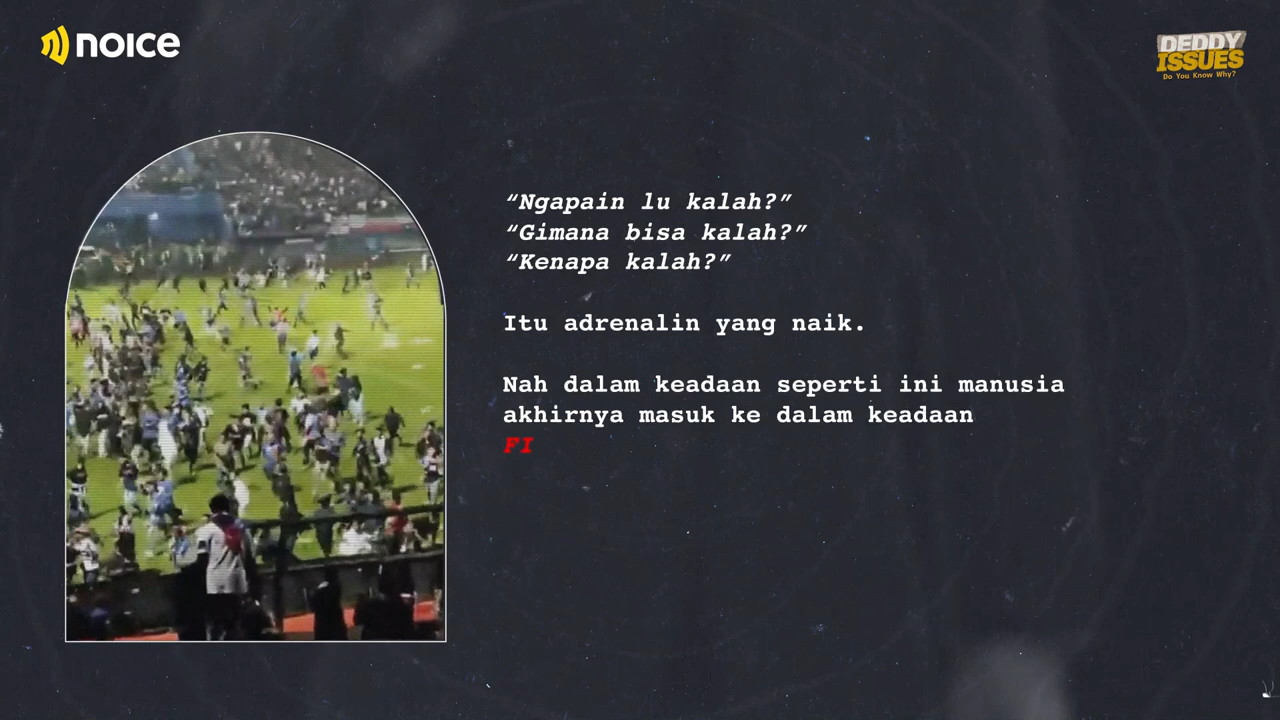 noice
DEDDY
ISSUES
Do You Know Why?
“Ngapain lu kalah?”
“Gimana bisa kalah?”
“Kenapa kalah?”
Itu adrenalin yang naik.
Nah dalam keadaan seperti ini manusia
akhirnya masuk ke dalam keadaan
FI